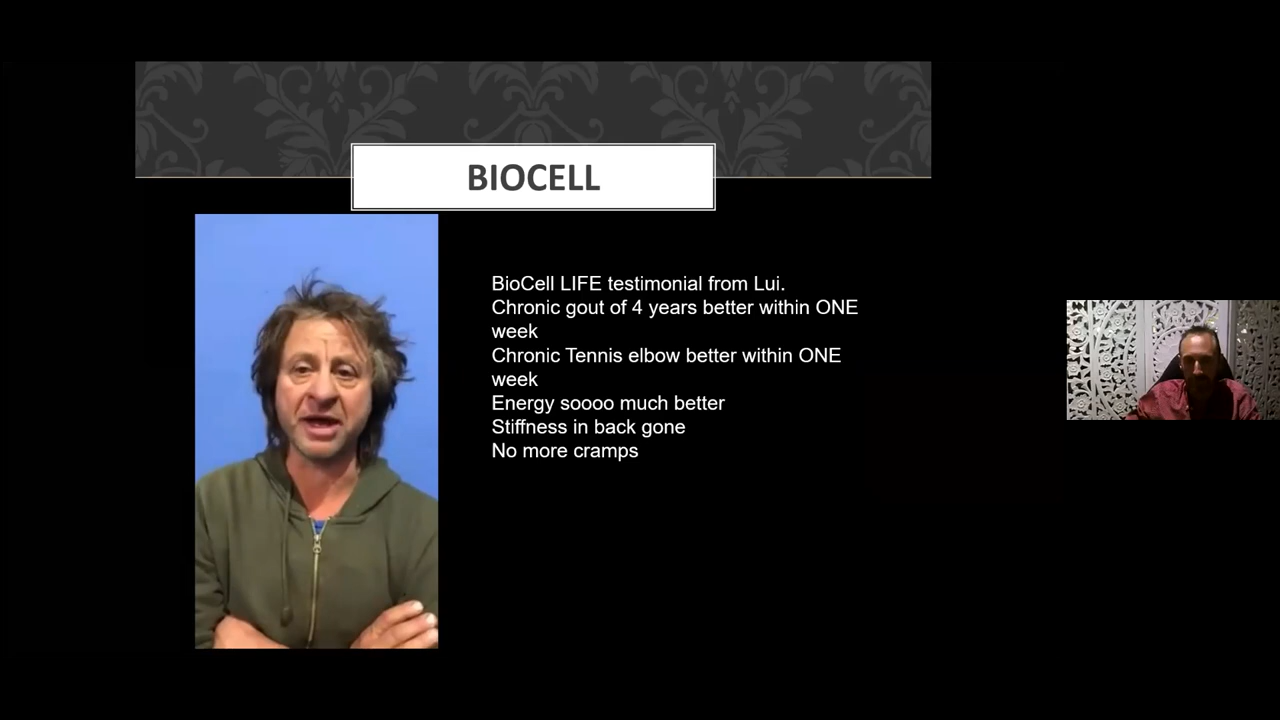 BIOCELL
BioCell LIFE testimonial from Lui.
Chronic gout of 4 years better within ONE
week
Chronic Tennis elbow better within ONE
week
Energy soooo much better
Stiffness in back gone
No more cramps